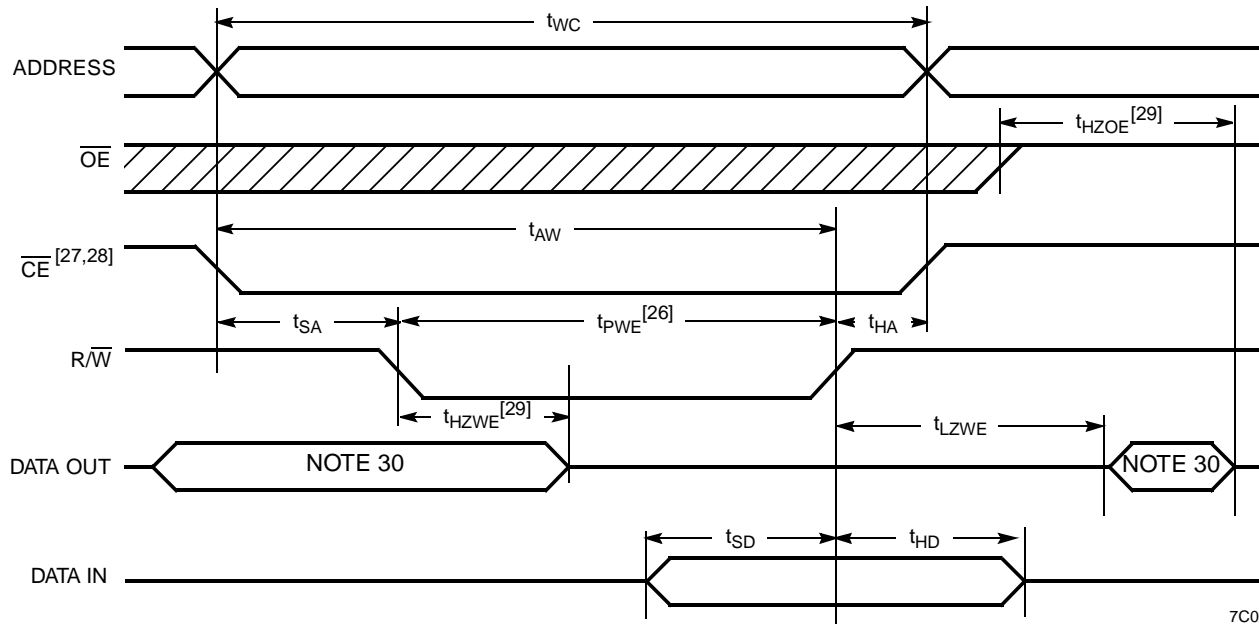 tWC
ADDRESS
tHZOE[29]
OE
tAW
CE [27,28]
tSA
tPWE[26]
tHA
R/W
tHZWE[29]
tLZWE
DATA OUT
NOTE 30
NOTE 30
tSD
tHD
DATA IN
7C0